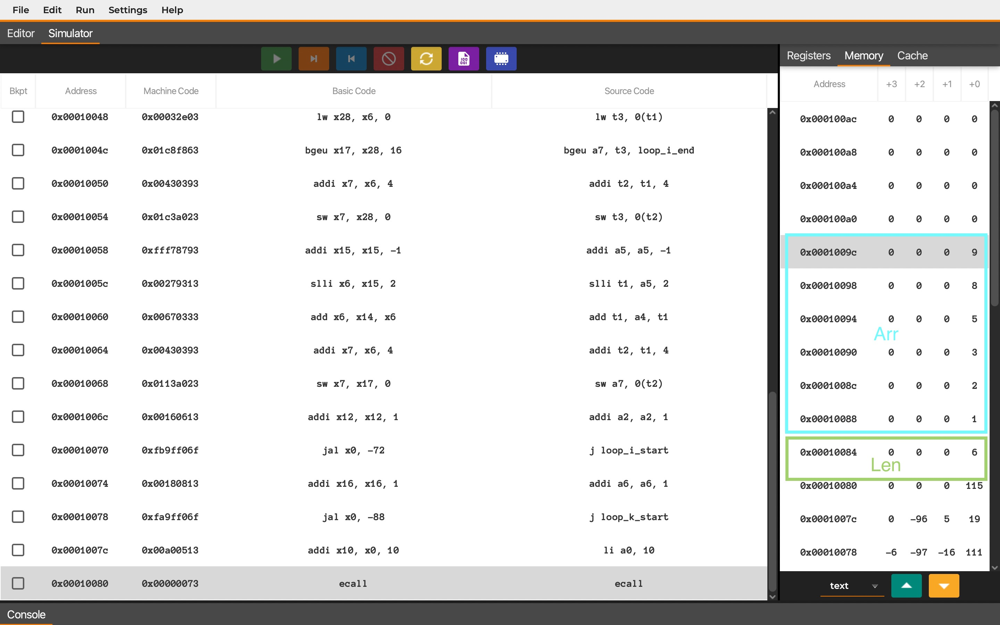 File Edit Run Settings Help
Editor Simulator
Registers Memory Cache
Bkpt Address Machine Code Basic Code Source Code
0x00010048 0x00032e03 lw x28, x6, 0 lw t3, 0(t1)
0x0001004c 0x01c8f863 bgeu x17, x28, 16 bgeu a7, t3, loop_i_end
0x00010050 0x00430393 addi x7, x6, 4 addi t2, t1, 4
0x00010054 0x01c3a023 sw x7, x28, 0 sw t3, 0(t2)
0x00010058 0xfff78793 addi x15, x15, -1 addi a5, a5, -1
0x0001005c 0x00279313 slli x6, x15, 2 slli t1, a5, 2
0x00010060 0x00670333 add x6, x14, x6 add t1, a4, t1
0x00010064 0x00430393 addi x7, x6, 4 addi t2, t1, 4
0x00010068 0x0113a023 sw x7, x17, 0 sw a7, 0(t2)
0x0001006c 0x00160613 addi x12, x12, 1 addi a2, a2, 1
0x00010070 0xfb9ff06f jal x0, -72 j loop_i_start
0x00010074 0x00180813 addi x16, x16, 1 addi a6, a6, 1
0x00010078 0xfa9ff06f jal x0, -88 j loop_k_start
0x0001007c 0x00a00513 addi x10, x0, 10 li a0, 10
0x00010080 0x00000073 ecall ecall
Address +3 +2 +1 +0
0x000100ac 0 0 0 0
0x000100a8 0 0 0 0
0x000100a4 0 0 0 0
0x000100a0 0 0 0 0
0x0001009c 0 0 0 9
0x00010098 0 0 0 8
0x00010094 0 0 0 5
Arr
0x00010090 0 0 0 3
0x0001008c 0 0 0 2
0x00010088 0 0 0 1
0x00010084 0 0 0 6
Len
0x00010080 0 0 0 115
0x0001007c 0 -96 5 19
0x00010078 -6 -97 -16 111
text
Console